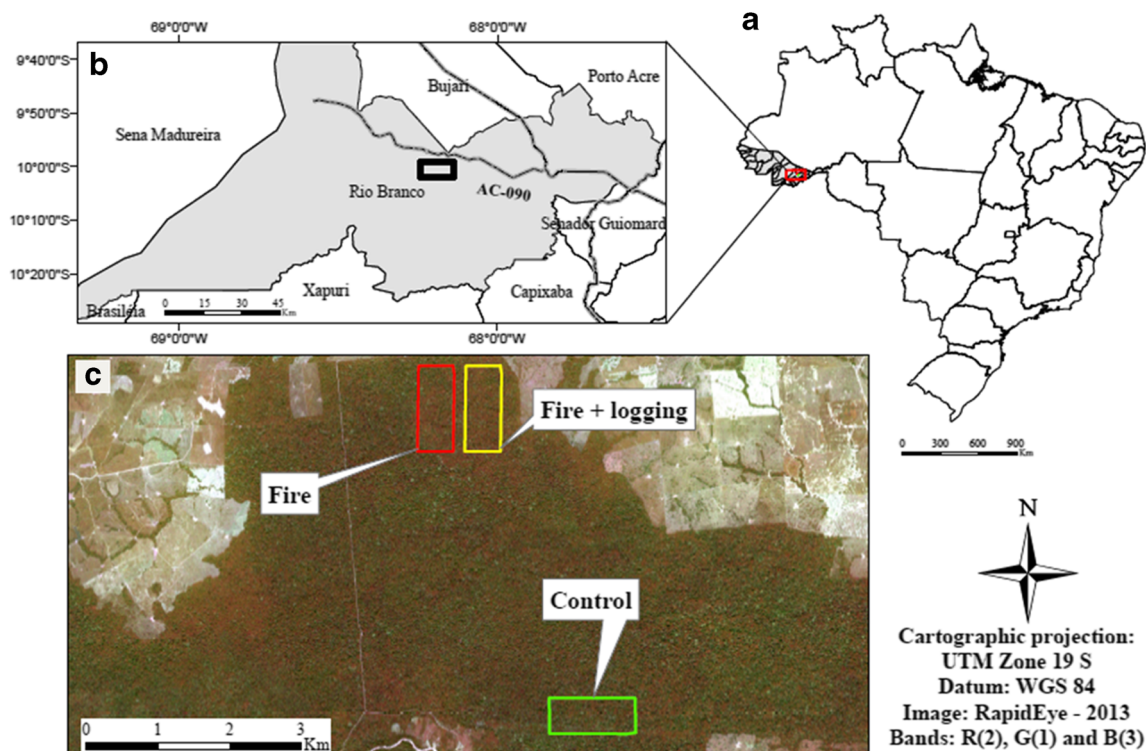 a
69°0'0"W
68°0'0"W
b
9°40'0"S
9°50'0"S
10°0'0"S
10°10'0"S
10°20'0"S
Porto Acre
Bujari
Sena Madureira
Rio Branco
AC-090
Senador Guiomard
Xapuri
Capixaba
Brasiléia
0 15 30 45
Km
69°0'0"W
68°0'0"W
c
Fire + logging
Fire
Control
0 1 2 3
Km
0 300 600 900
Km
N
Cartographic projection:
UTM Zone 19 S
Datum: WGS 84
Image: RapidEye - 2013
Bands: R(2), G(1) and B(3)